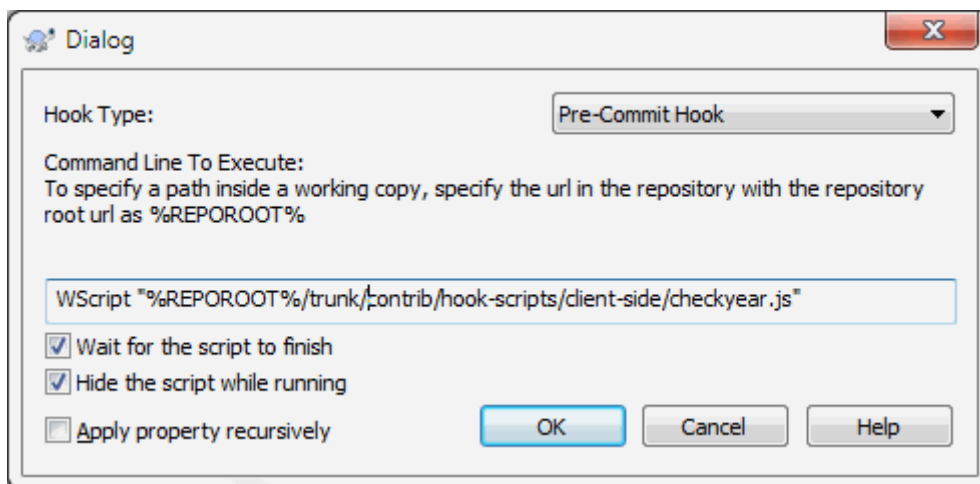 Dialog
Hook Type:
Pre-Commit Hook
Command Line To Execute:
To specify a path inside a working copy, specify the url in the repository with the repository
root url as %REPOROOT%
WScript "%REPOROOT%/trunk/contrib/hook-scripts/client-side/checkyear.js"
Wait for the script to finish
Hide the script while running
Apply property recursively
OK
Cancel
Help